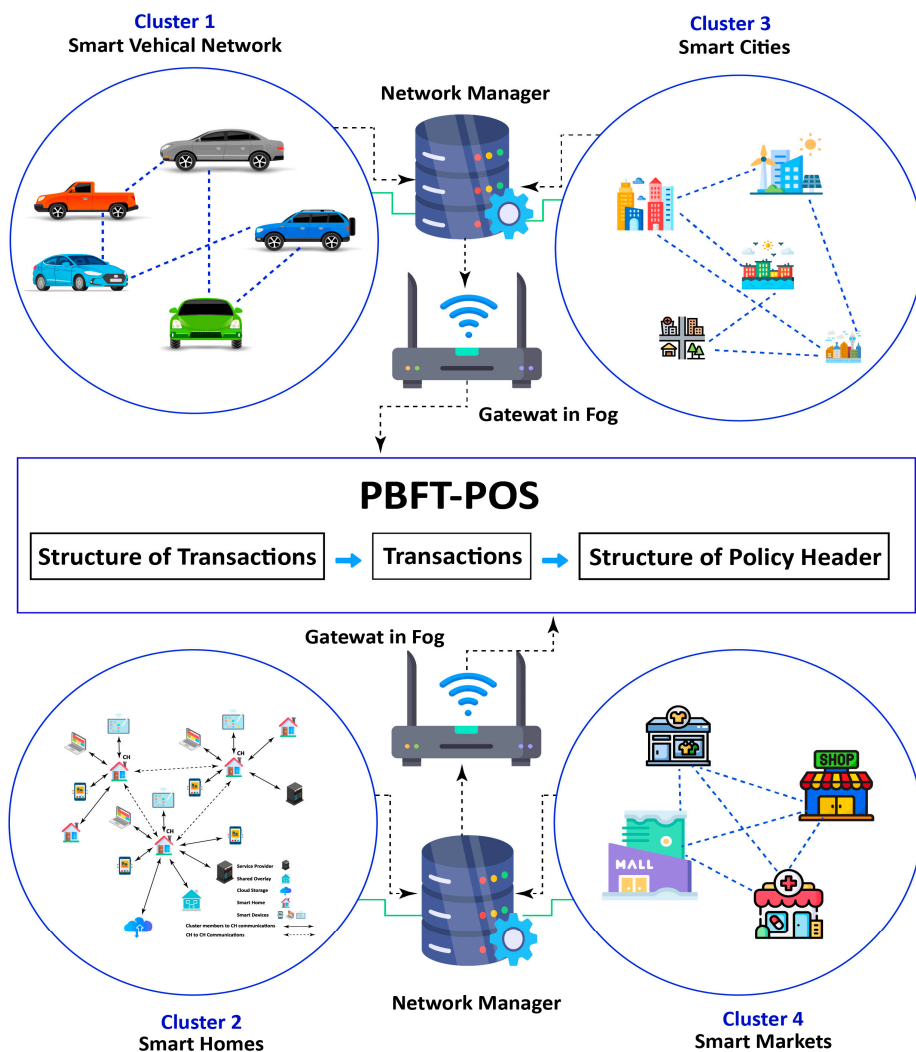 Cluster 1
Smart Vehical Network
Cluster 3
Smart Cities
Network Manager
Gatewat in Fog
PBFT-POS
Structure of Transactions
Transactions
Structure of Policy Header
Gatewat in Fog
CH
CH
CH
Service Provider
Shared Overlay
Cloud Storage
Smart Home
Smart Devices
Cluster members to CH communications
CH to CH Communications
SHOP
MALL
Network Manager
Cluster 2
Smart Homes
Cluster 4
Smart Markets